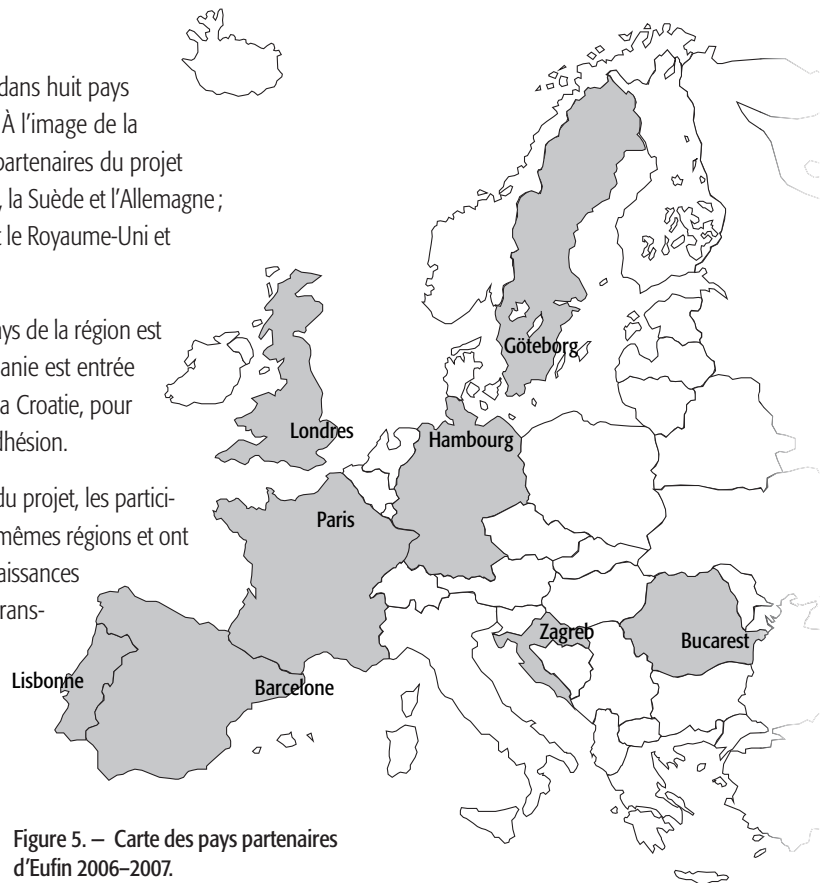 dans huit pays
À l’image de la
partenaires du projet
, la Suède et l’Allemagne ;
t le Royaume-Uni et
ays de la région est
anie est entrée
a Croatie, pour
dhésion.
du projet, les partici-
mêmes régions et ont
aissances
rans-
Göteborg
Londres
Hambourg
Paris
Zagreb
Bucarest
Lisbonne
Barcelone
Figure 5. – Carte des pays partenaires
d’Eufin 2006–2007.